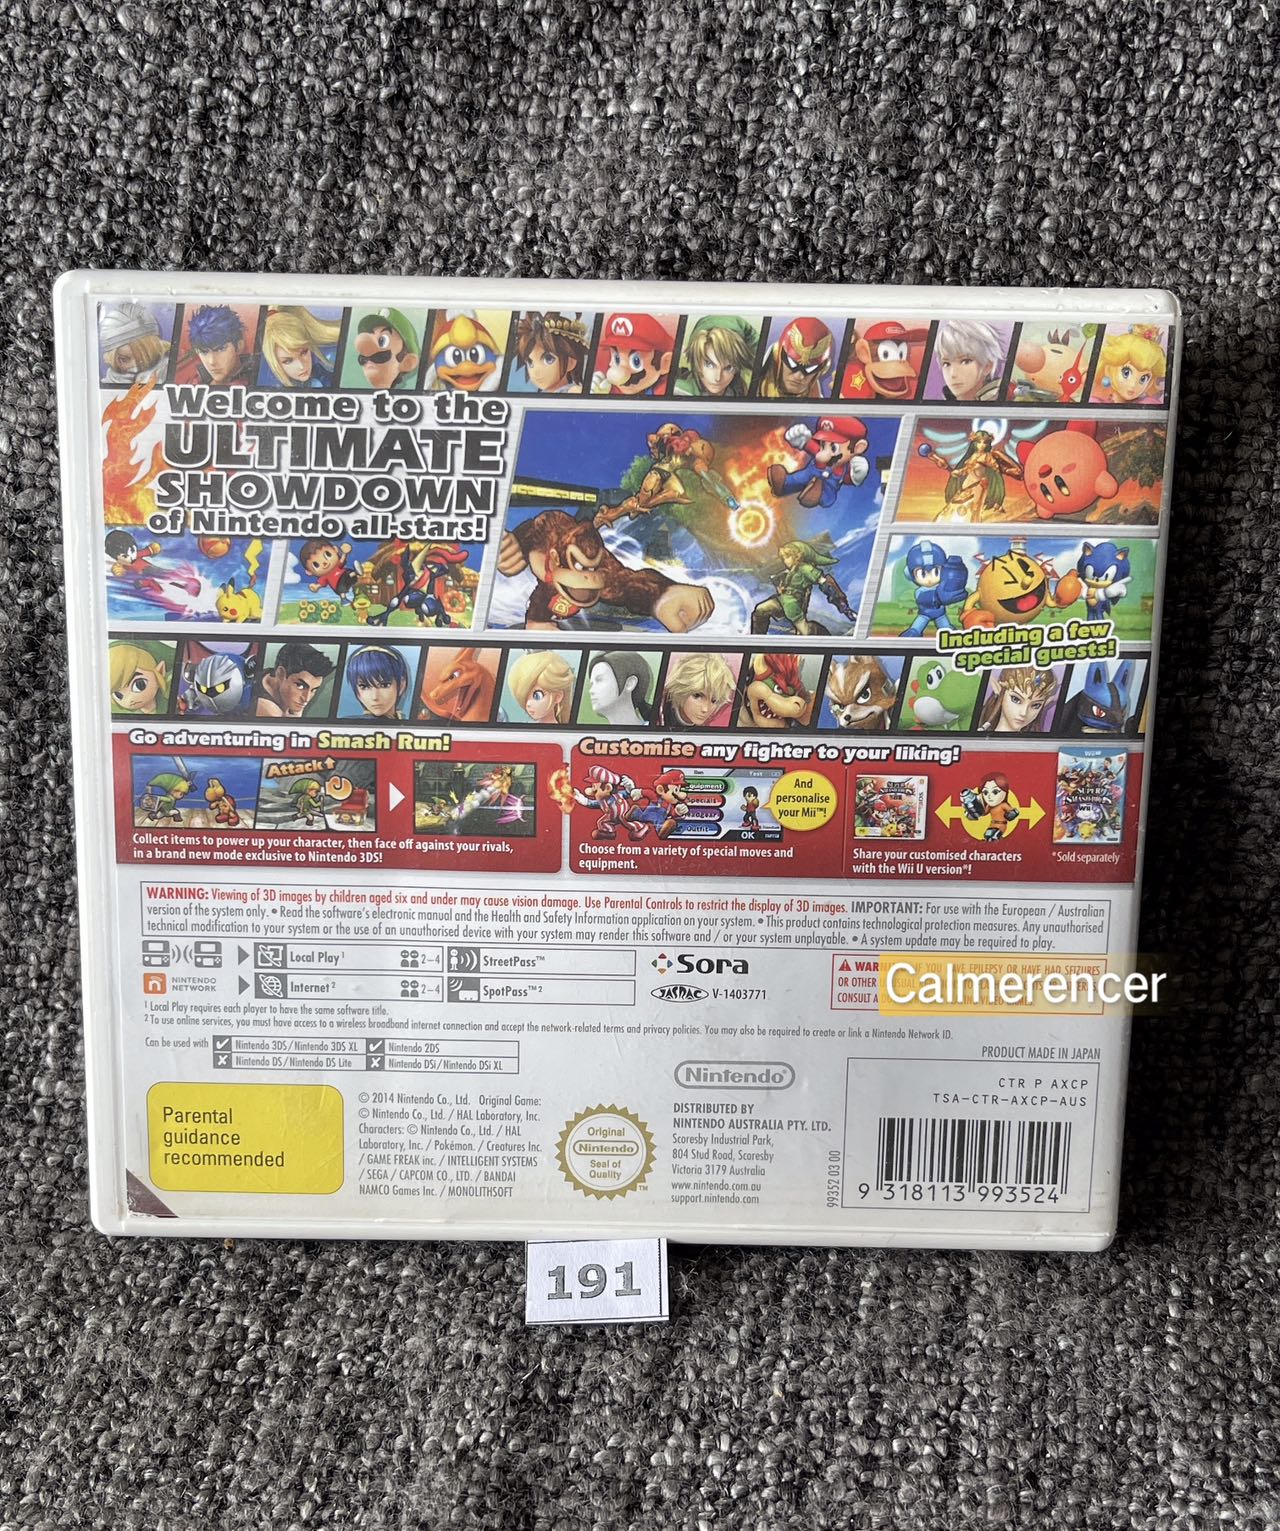 Welcome to the
ULTIMATE
SHOWDOWN
of Nintendo all-stars!
Including a few
special guests!
Go adventuring in Smash Run!
Attack
Collect items to power up your character, then face off against your rivals,
in a brand new mode exclusive to Nintendo 3DS!
Customise any fighter to your liking!
And
personalise
your Mii™!
OK
Choose from a variety of special moves and
equipment.
Share your customised characters
with the Wii U version*!
*Sold separately
WARNING: Viewing of 3D images by children aged six and under may cause vision damage. Use Parental Controls to restrict the display of 3D images. IMPORTANT: For use with the European / Australian
version of the system only. • Read the software's electronic manual and the Health and Safety Information application on your system. • This product contains technological protection measures. Any unauthorised
technical modification to your system or the use of an unauthorised device with your system may render this software and / or your system unplayable. • A system update may be required to play.
Local Play¹ 2-4 StreetPass™
NINTENDO
NETWORK
Internet² 2-4 SpotPass™²
Sora
JASRAC V-1403771
Calmerencer
¹ Local Play requires each player to have the same software title.
² To use online services, you must have access to a wireless broadband internet connection and accept the network-related terms and privacy policies. You may also be required to create or link a Nintendo Network ID.
Can be used with
Nintendo 3DS/Nintendo 3DS XL Nintendo 2DS
Nintendo DS/Nintendo DS Lite Nintendo DSi/Nintendo DSi XL
PRODUCT MADE IN JAPAN
CTR P AXCP
TSA-CTR-AXCP-AUS
9 318113 993524
Parental
guidance
recommended
© 2014 Nintendo Co., Ltd. Original Game:
© Nintendo Co., Ltd. / HAL Laboratory, Inc.
Characters: © Nintendo Co., Ltd. / HAL
Laboratory, Inc. / Pokémon. / Creatures Inc.
/ GAME FREAK inc. / INTELLIGENT SYSTEMS
/ SEGA / CAPCOM CO., LTD. / BANDAI
NAMCO Games Inc. / MONOLITHSOFT
Original
Nintendo
Seal of
Quality
TM
Nintendo®
DISTRIBUTED BY
NINTENDO AUSTRALIA PTY. LTD.
Scoresby Industrial Park,
804 Stud Road, Scoresby
Victoria 3179 Australia
www.nintendo.com.au
support.nintendo.com
99352 03 00
191